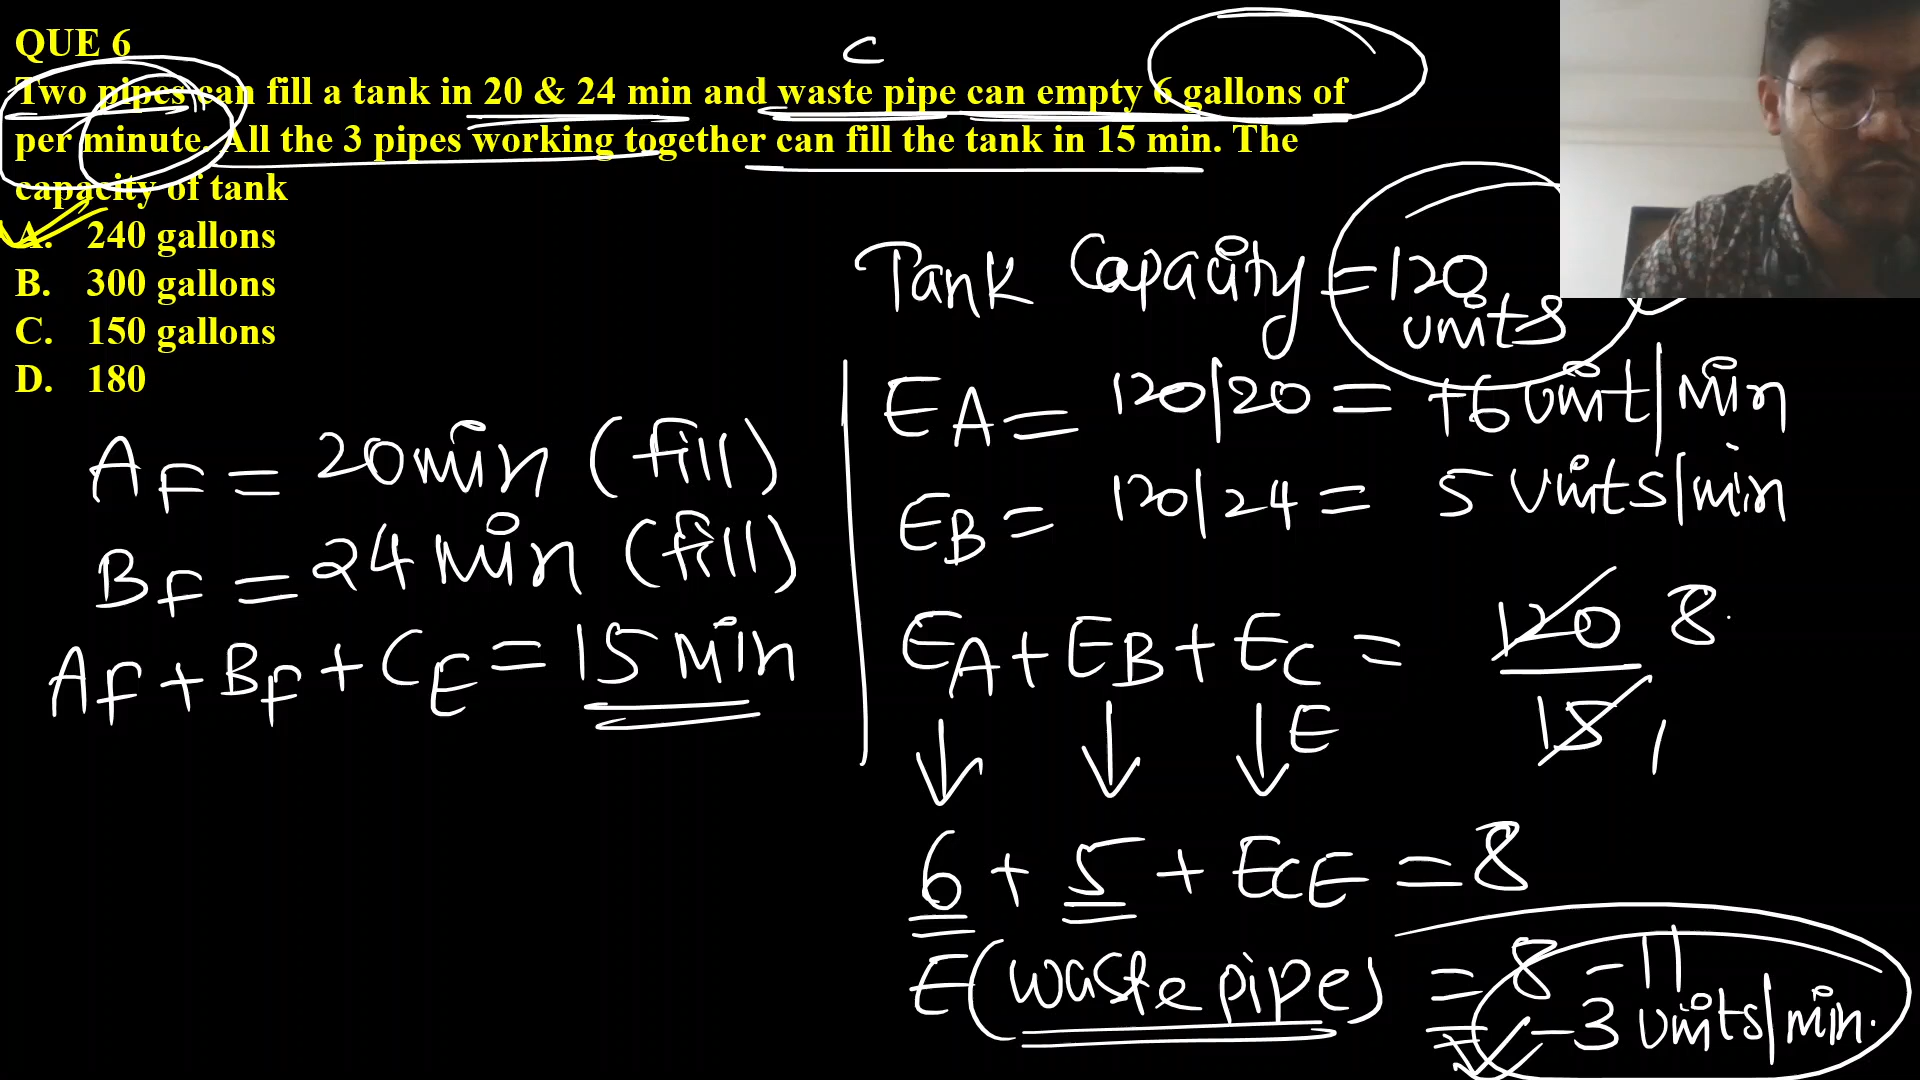 QUE 6
Two pipes can fill a tank in 20 & 24 min and waste pipe can empty 6 gallons of
per minute. All the 3 pipes working together can fill the tank in 15 min. The
capacity of tank
A. 240 gallons
B. 300 gallons
C. 150 gallons
D. 180
C
AF = 20min (fill)
BF = 24 min (fill)
AF + BF + CE = 15 Min
Tank Capacity = 120
units
EA = 120/20 = +6 unit/min
EB = 120/24 = 5 units/min
EA + EB + EC = 120 8
15 1
E
6 + 5 + ECE = 8
E(waste pipe) = 8 - 11
= -3 units/min.